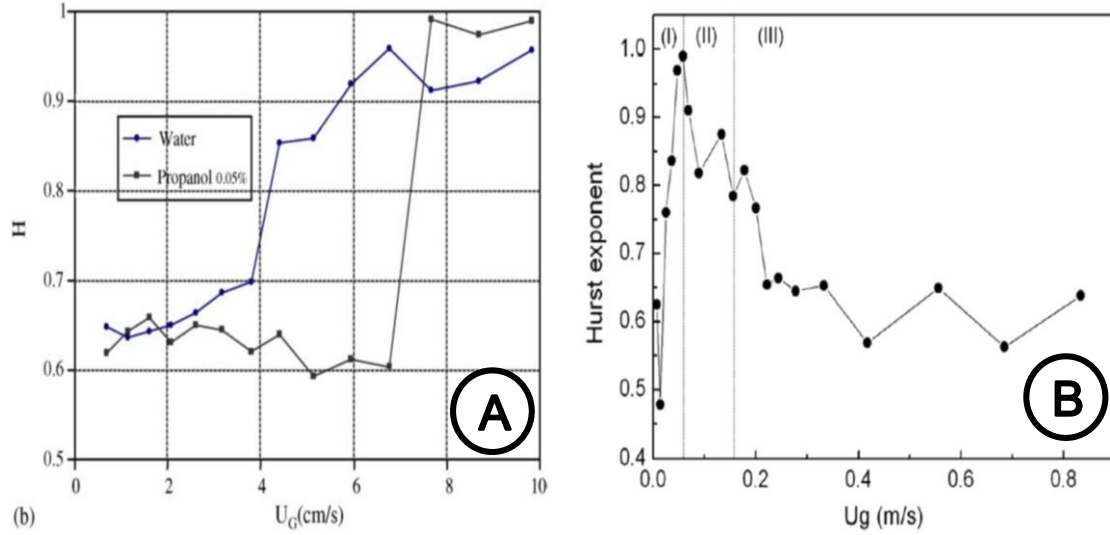 1
0.9
0.8
0.7
0.6
0.5
H
Water
Propanol 0.05%
0 2 4 6 8 10
(b) U_G(cm/s)
A
(I) (II) (III)
1.0
0.9
0.8
0.7
0.6
0.5
0.4
Hurst exponent
0.0 0.2 0.4 0.6 0.8
Ug (m/s)
B